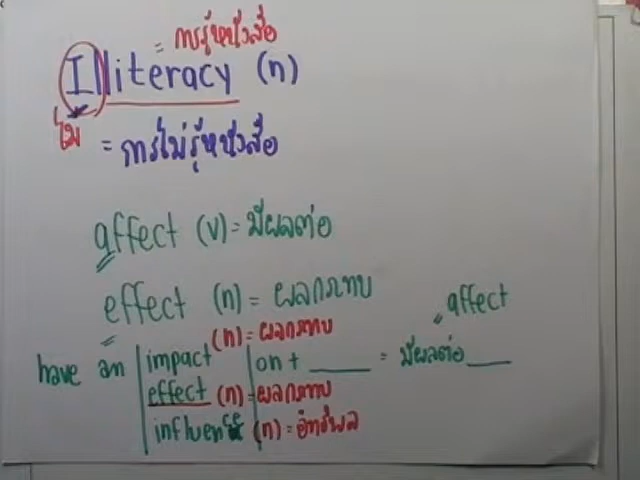 = การรู้หนังสือ
Illiteracy (n)
ไม่ = การไม่รู้หนังสือ
affect (v) = มีผลต่อ
effect (n) = ผลกระทบ
= affect
(n) = ผลกระทบ
have an impact on + ____ = มีผลต่อ ____
effect (n) = ผลกระทบ
influence (n) = อิทธิพล